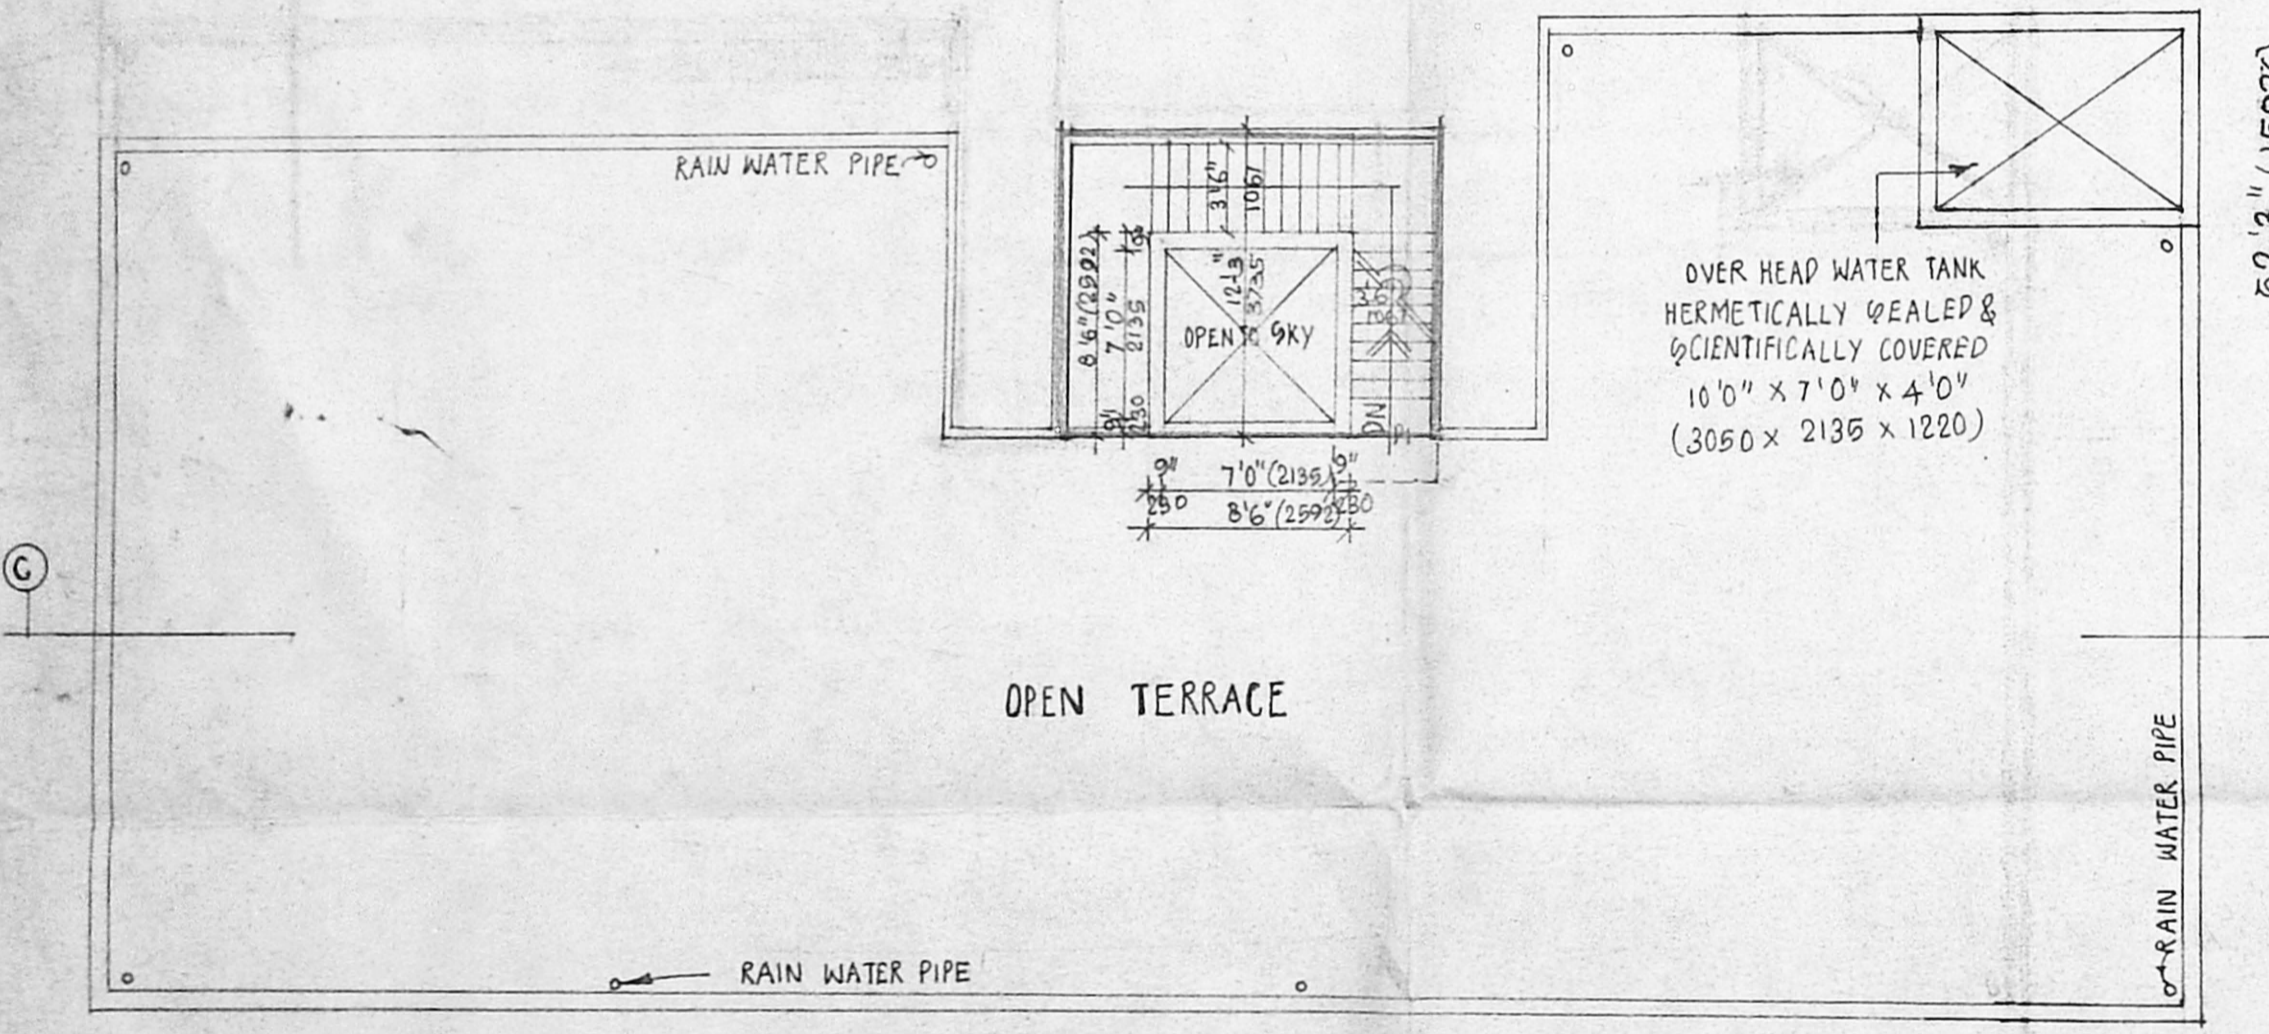 RAIN WATER PIPE
3'6"
1067
8'6" (2592)
7'0"
2135
9"
230
12'-3"
3735
OPEN TO SKY
DN
9" 7'0" (2135) 9"
230 8'6" (2592) 230
OVER HEAD WATER TANK
HERMETICALLY SEALED &
SCIENTIFICALLY COVERED
10'0" X 7'0" X 4'0"
(3050 X 2135 X 1220)
C
OPEN TERRACE
RAIN WATER PIPE
RAIN WATER PIPE